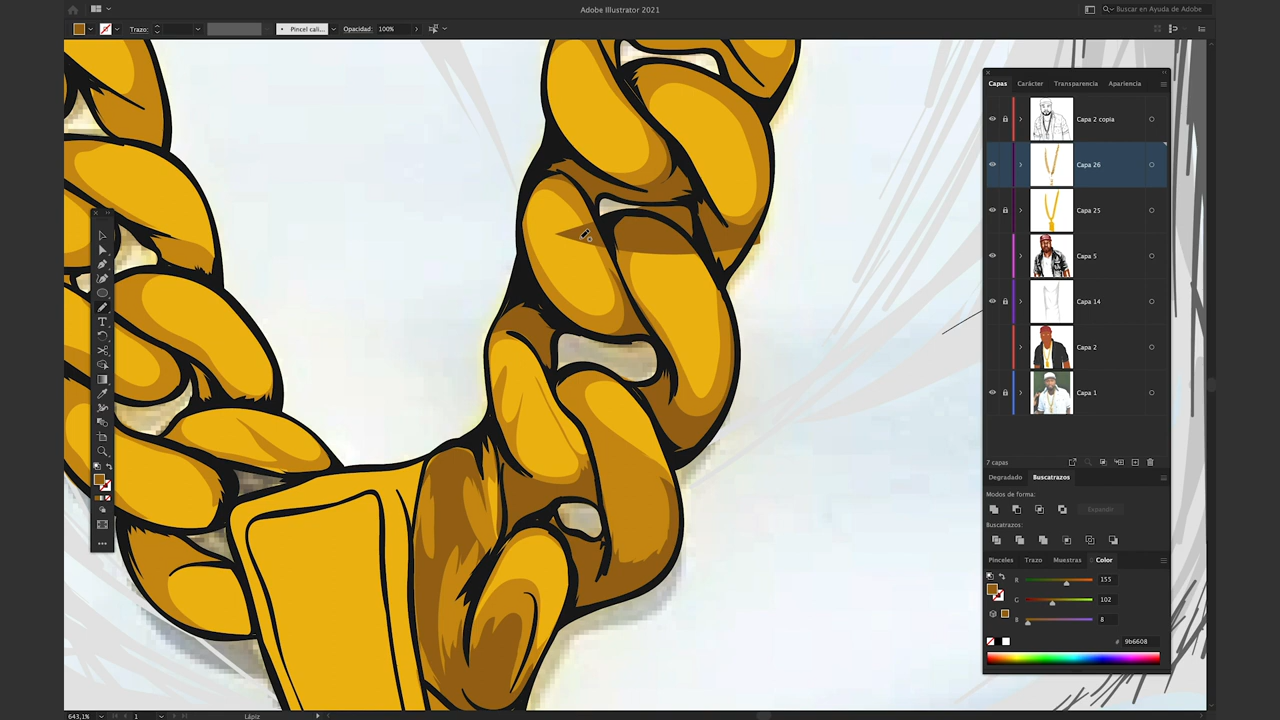 Adobe Illustrator 2021
Buscar en Ayuda de Adobe
Trazo:
Pincel cali...
Opacidad: 100%
Capas Carácter Transparencia Apariencia
Capa 2 copia
Capa 26
Capa 25
Capa 5
Capa 14
Capa 2
Capa 1
7 capas
Degradado Buscatrazos
Modos de forma:
Expandir
Buscatrazos:
Pinceles Trazo Muestras Color
R 155
G 102
B 8
# 9b6608
643,1% 1 Lápiz